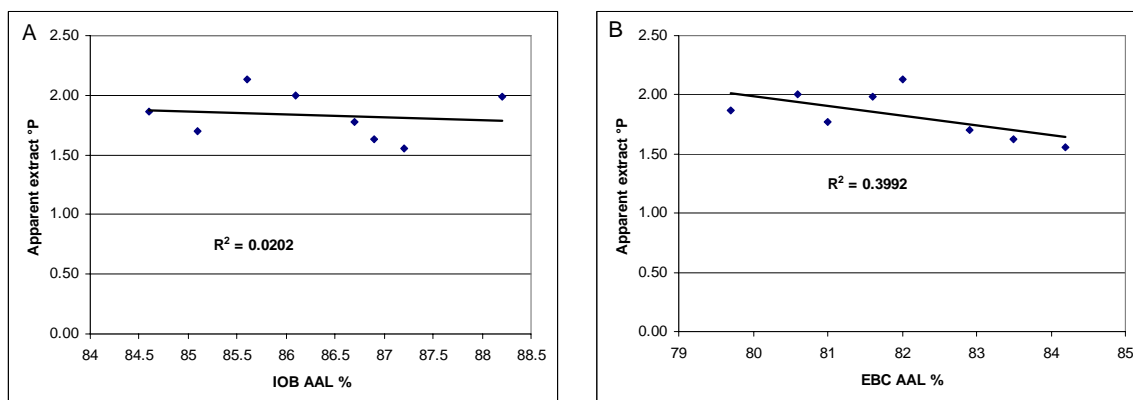 A
2.50
2.00
1.50
1.00
0.50
0.00
Apparent extract °P
R² = 0.0202
84 84.5 85 85.5 86 86.5 87 87.5 88 88.5
IOB AAL %
B
2.50
2.00
1.50
1.00
0.50
0.00
Apparent extract °P
R² = 0.3992
79 80 81 82 83 84 85
EBC AAL %